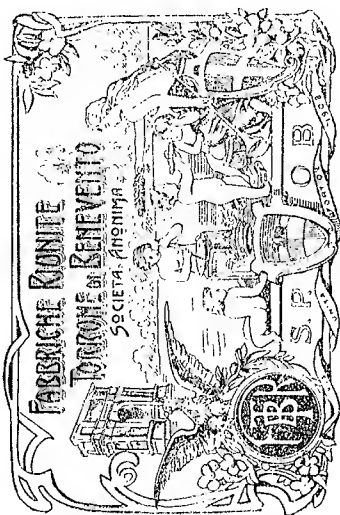 FABBRICHE RIUNITE
TORRONE DI BENEVENTO
SOCIETÀ ANONIMA
S. P. Q. B.